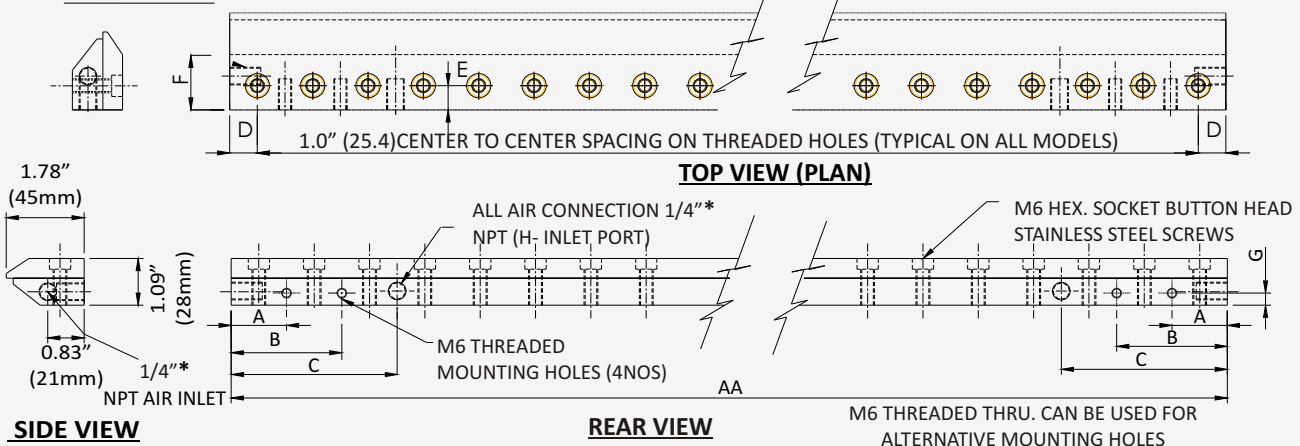 F
E
D
D
1.0” (25.4)CENTER TO CENTER SPACING ON THREADED HOLES (TYPICAL ON ALL MODELS)
TOP VIEW (PLAN)
1.78”
(45mm)
1.09”
(28mm)
0.83”
(21mm)
1/4”*
NPT AIR INLET
SIDE VIEW
ALL AIR CONNECTION 1/4”*
NPT (H- INLET PORT)
M6 HEX. SOCKET BUTTON HEAD
STAINLESS STEEL SCREWS
G
A
B
C
M6 THREADED
MOUNTING HOLES (4NOS)
A
B
C
AA
REAR VIEW
M6 THREADED THRU. CAN BE USED FOR
ALTERNATIVE MOUNTING HOLES